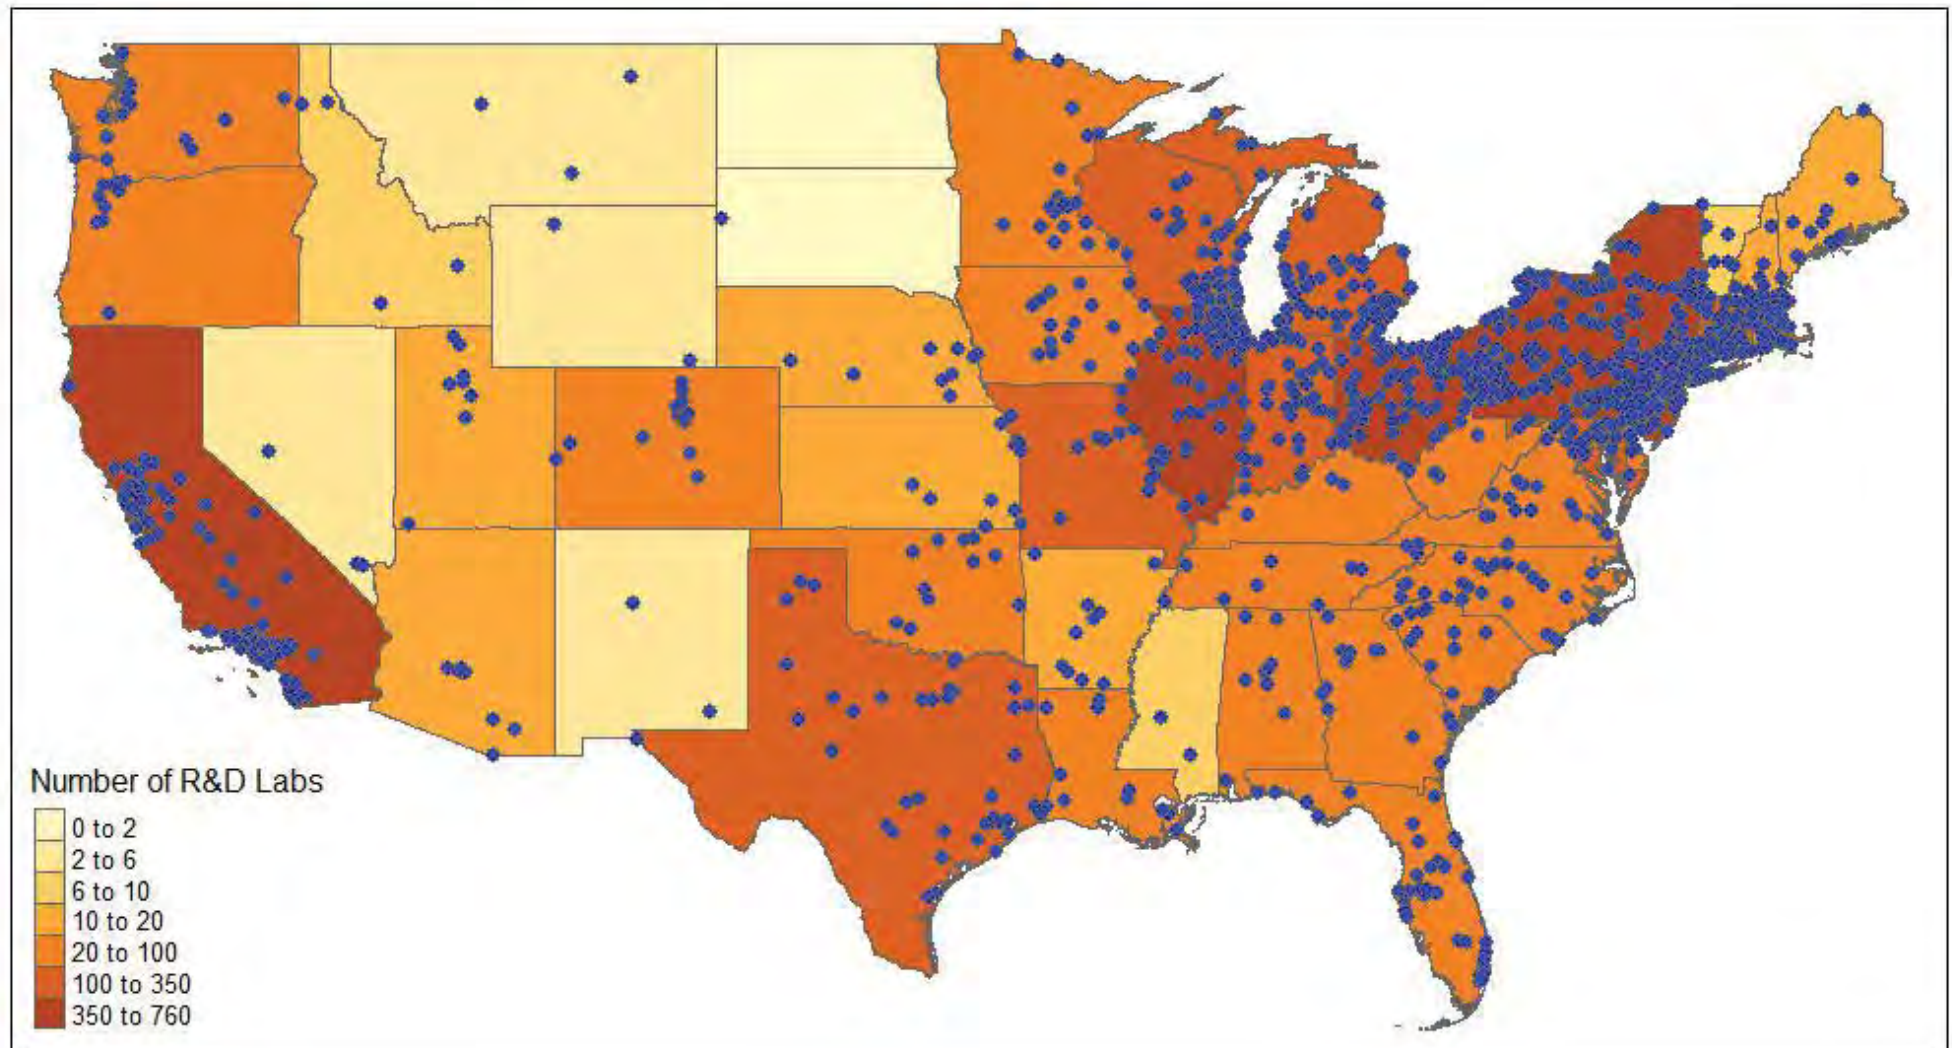 Number of R&D Labs
0 to 2
2 to 6
6 to 10
10 to 20
20 to 100
100 to 350
350 to 760